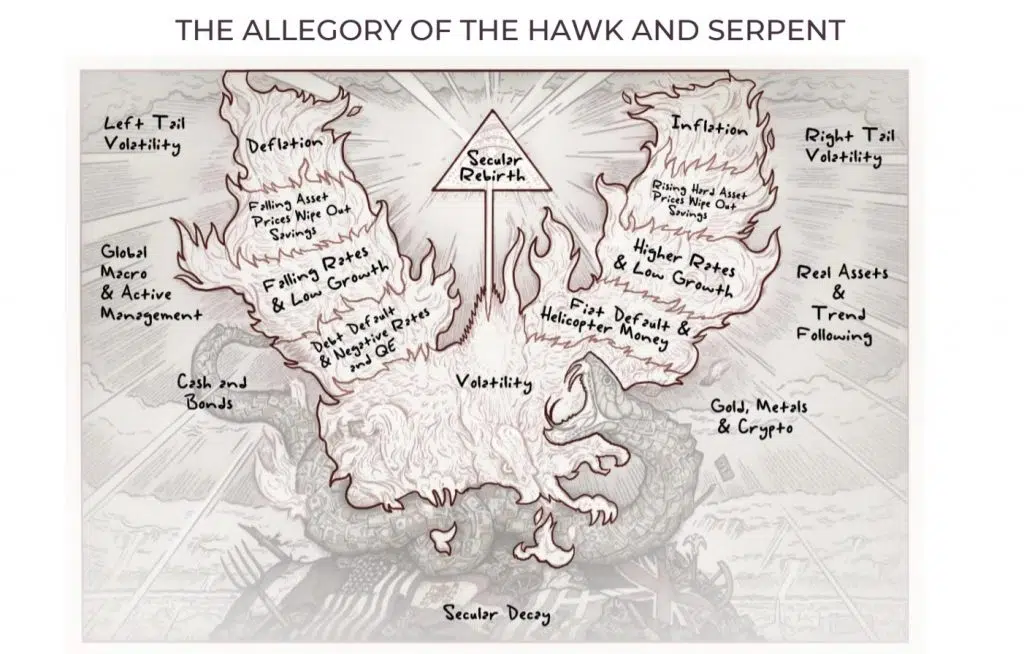 THE ALLEGORY OF THE HAWK AND SERPENT
Left Tail
Volatility
Deflation
Falling Asset
Prices Wipe Out
Savings
Falling Rates
& Low Growth
Debt Default
& Negative Rates
and QE
Global
Macro
& Active
Management
Cash and
Bonds
Secular
Rebirth
Volatility
Inflation
Rising Hard Asset
Prices Wipe Out
Savings
Higher Rates
& Low Growth
Fiat Default &
Helicopter Money
Right Tail
Volatility
Real Assets
&
Trend
Following
Gold, Metals
& Crypto
Secular Decay